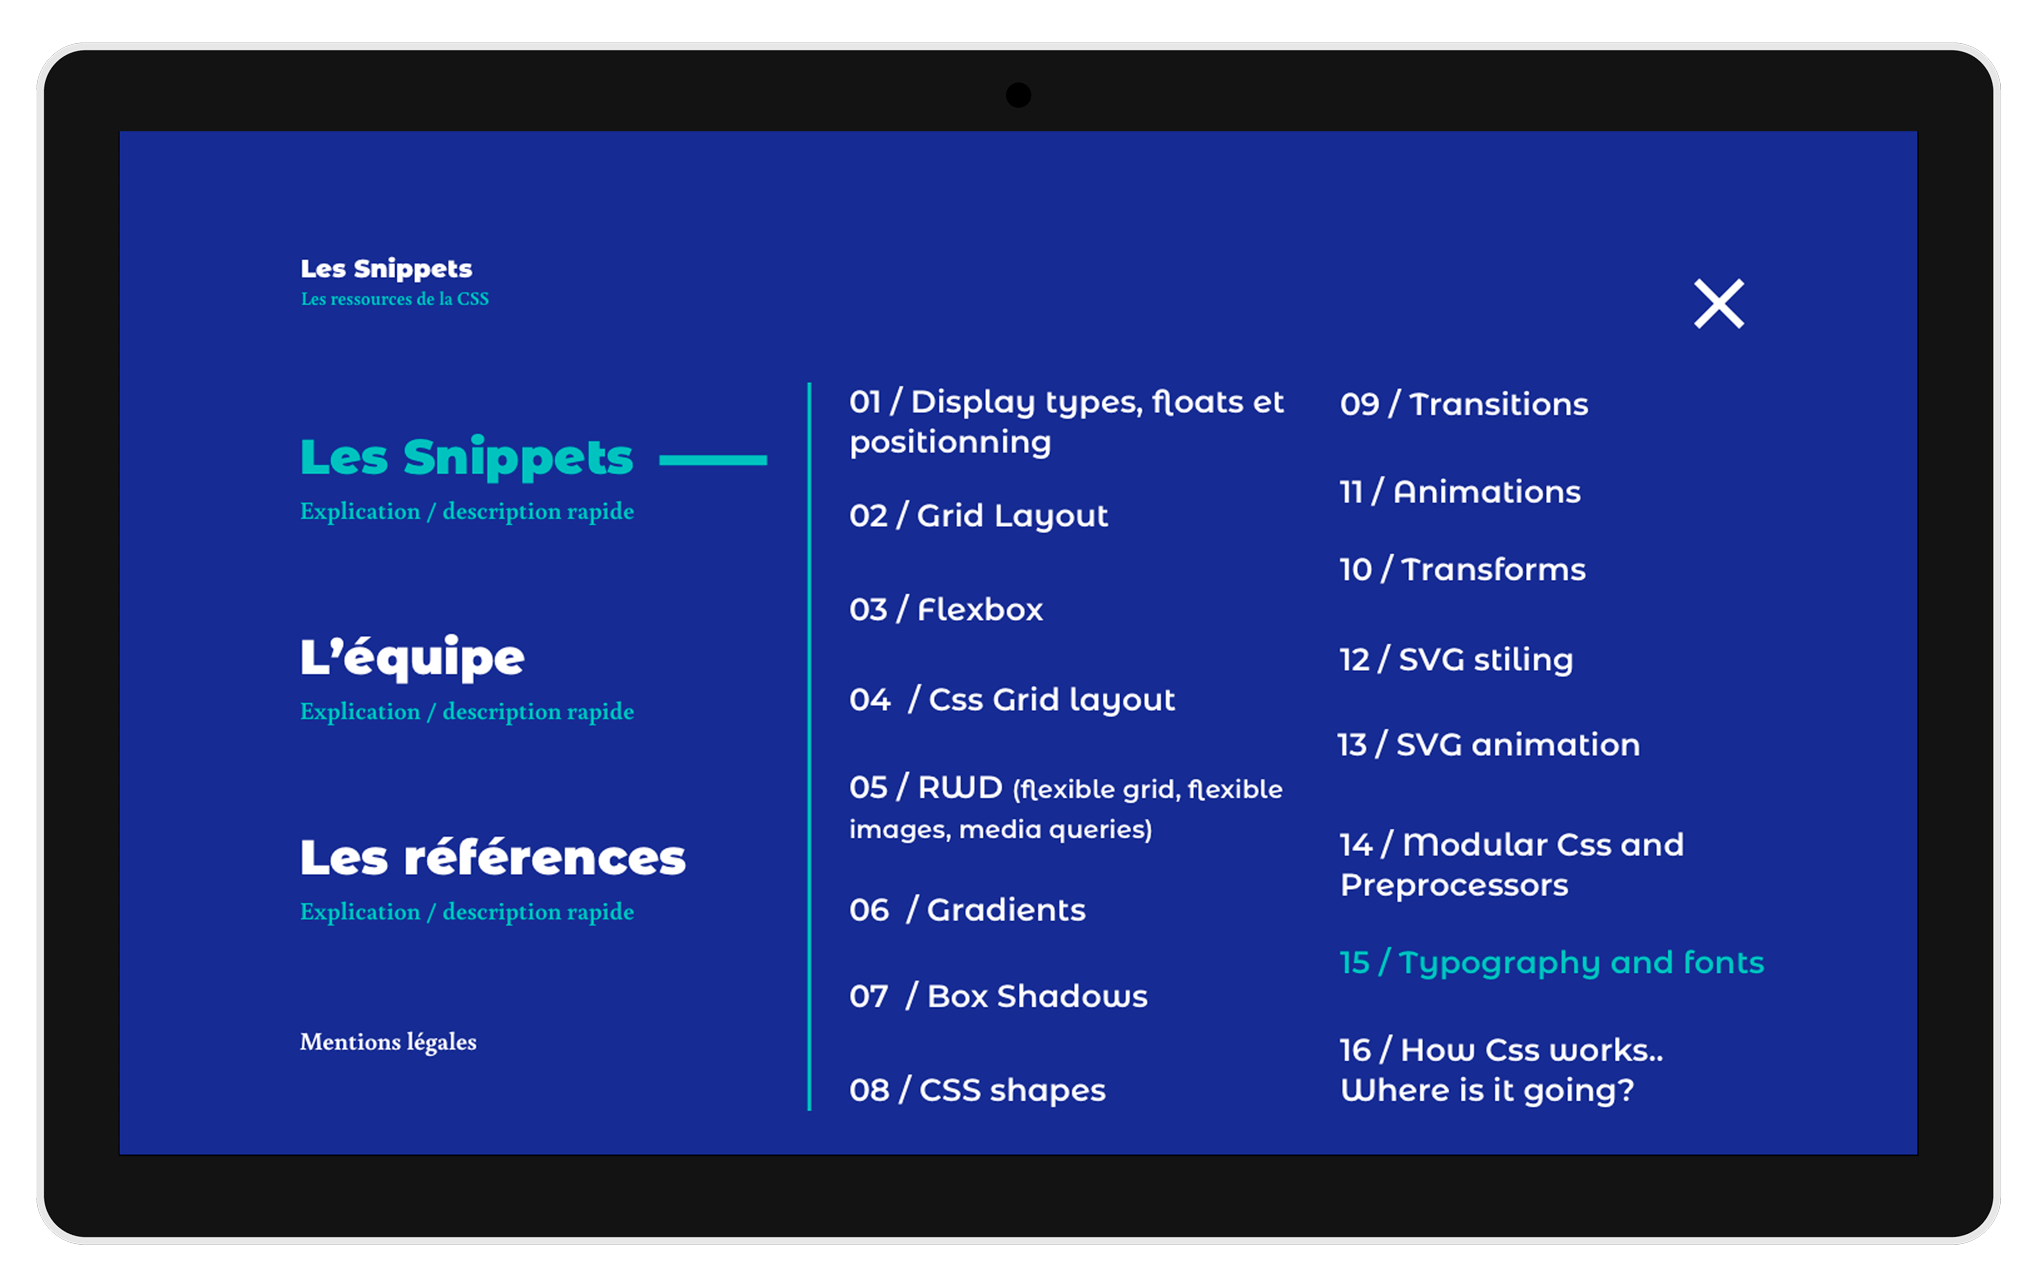 Les Snippets
Les ressources de la CSS
Les Snippets
Explication / description rapide
L’équipe
Explication / description rapide
Les références
Explication / description rapide
Mentions légales
01 / Display types, floats et
positionning
02 / Grid Layout
03 / Flexbox
04 / Css Grid layout
05 / RWD (flexible grid, flexible
images, media queries)
06 / Gradients
07 / Box Shadows
08 / CSS shapes
09 / Transitions
11 / Animations
10 / Transforms
12 / SVG stiling
13 / SVG animation
14 / Modular Css and
Preprocessors
15 / Typography and fonts
16 / How Css works..
Where is it going?